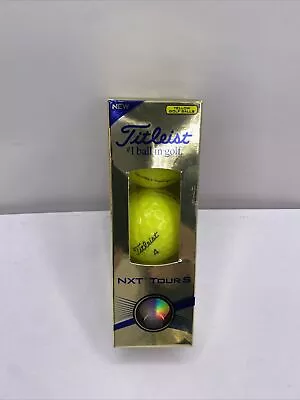 NEW
YELLOW
GOLF BALLS
Titleist
#1 ball in golf.
Titleist
4
NXT TOUR S